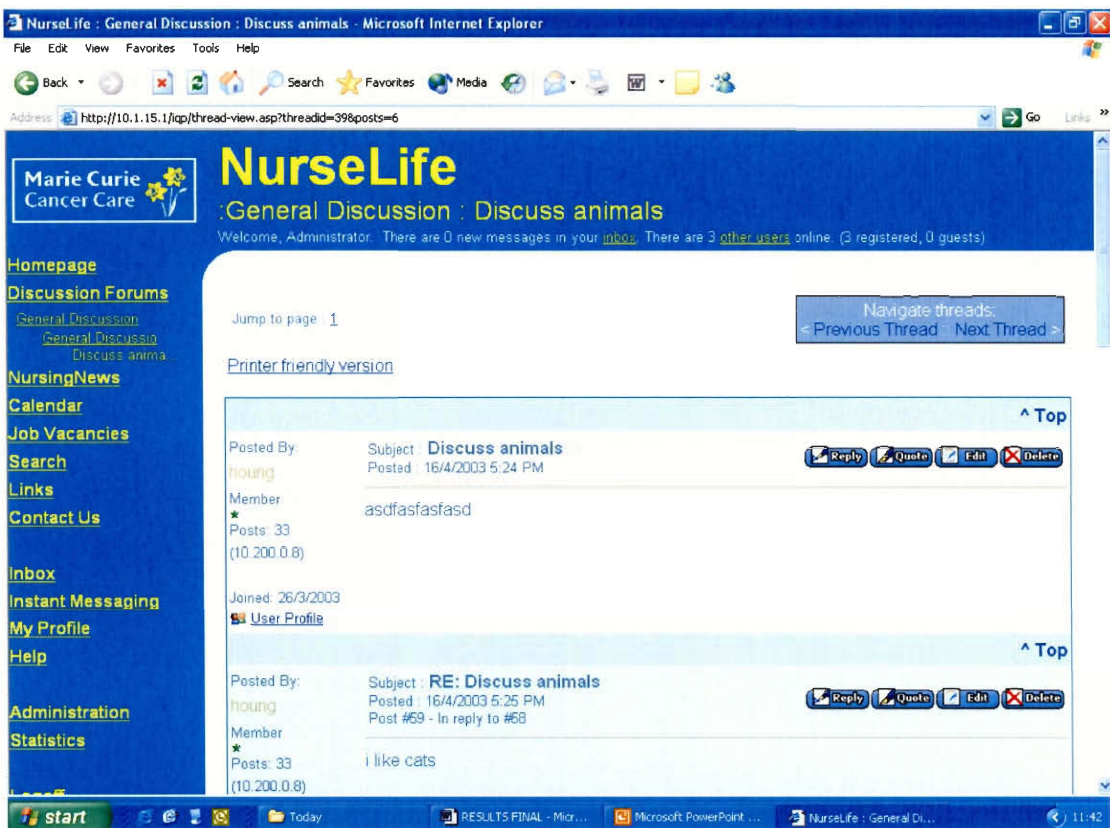 NurseLife : General Discussion : Discuss animals - Microsoft Internet Explorer
File Edit View Favorites Tools Help
Back Search Favorites Media
Address http://10.1.15.1/iqp/thread-view.asp?threadid=39&posts=6 Go Links »
Marie Curie
Cancer Care
NurseLife
:General Discussion : Discuss animals
Welcome, Administrator. There are 0 new messages in your inbox. There are 3 other users online. (3 registered, 0 guests)
Homepage
Discussion Forums
General Discussion
General Discussio
Discuss anima...
NursingNews
Calendar
Job Vacancies
Search
Links
Contact Us
Inbox
Instant Messaging
My Profile
Help
Administration
Statistics
Logoff
Jump to page : 1
Navigate threads:
< Previous Thread Next Thread >
Printer friendly version
^ Top
Posted By:
houng
Member
Posts: 33
(10.200.0.8)
Joined: 26/3/2003
User Profile
Subject : Discuss animals
Posted : 16/4/2003 5:24 PM
Reply Quote Edit Delete
asdfasfasfasd
^ Top
Posted By:
houng
Member
Posts: 33
(10.200.0.8)
Subject : RE: Discuss animals
Posted : 16/4/2003 5:25 PM
Post #69 - In reply to #68
Reply Quote Edit Delete
i like cats
start Today RESULTS FINAL - Micr... Microsoft PowerPoint ... NurseLife : General Di... 11:42